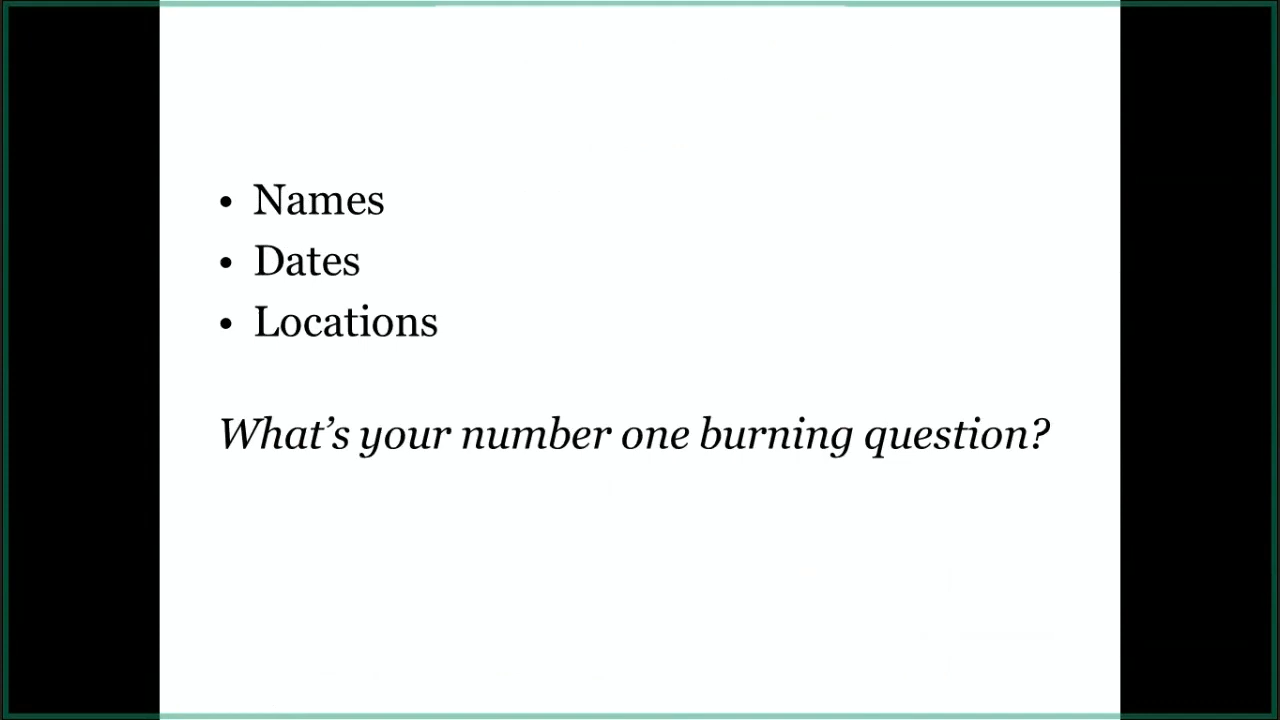 • Names
• Dates
• Locations
What’s your number one burning question?